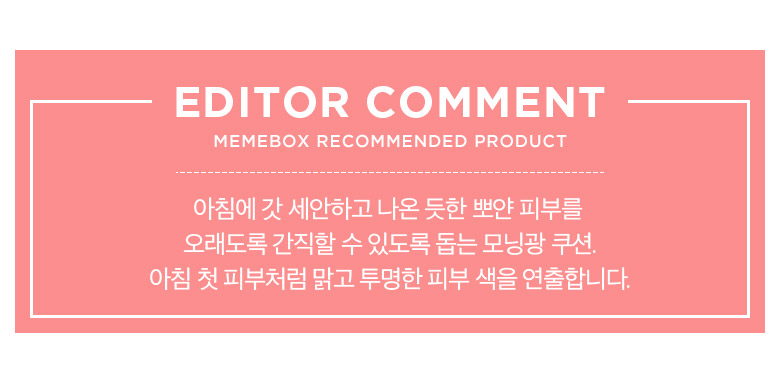 EDITOR COMMENT
MEMEBOX RECOMMENDED PRODUCT
아침에 갓 세안하고 나온 듯한 뽀얀 피부를
오래도록 간직할 수 있도록 돕는 모닝광 쿠션.
아침 첫 피부처럼 맑고 투명한 피부 색을 연출합니다.